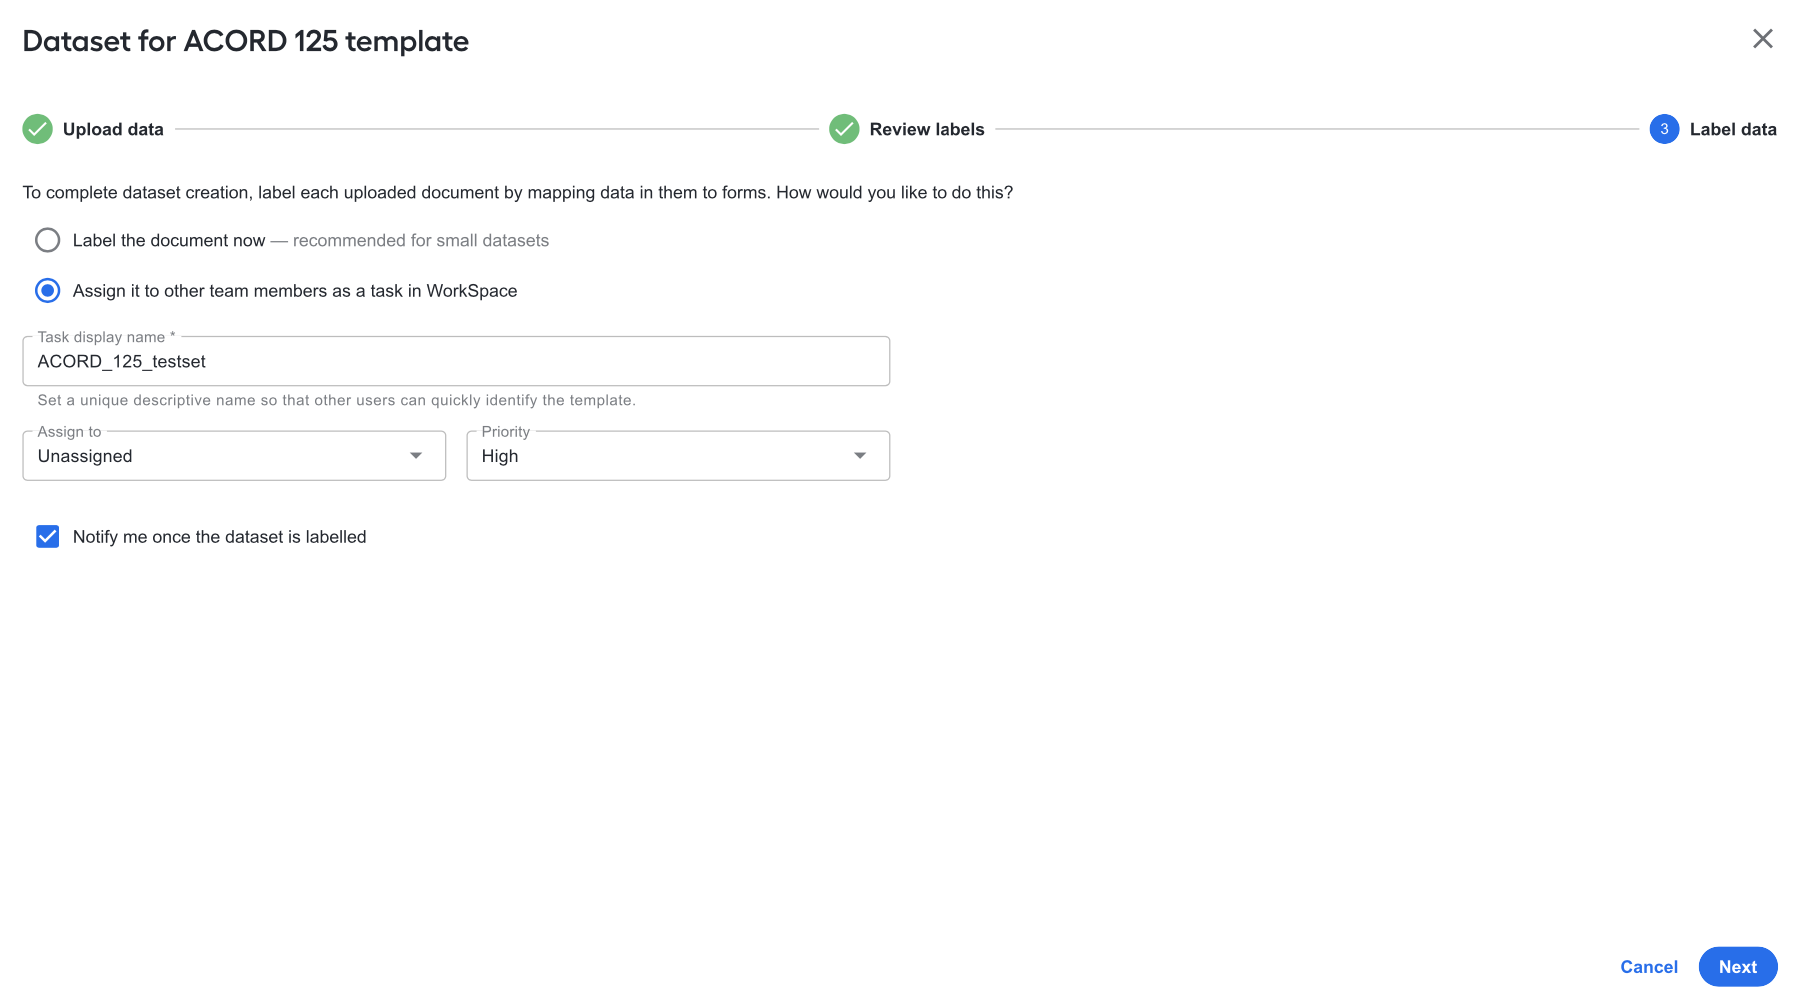 Dataset for ACORD 125 template
Upload data
Review labels
3 Label data
To complete dataset creation, label each uploaded document by mapping data in them to forms. How would you like to do this?
Label the document now — recommended for small datasets
Assign it to other team members as a task in WorkSpace
Task display name *
ACORD_125_testset
Set a unique descriptive name so that other users can quickly identify the template.
Assign to
Unassigned
Priority
High
Notify me once the dataset is labelled
Cancel
Next